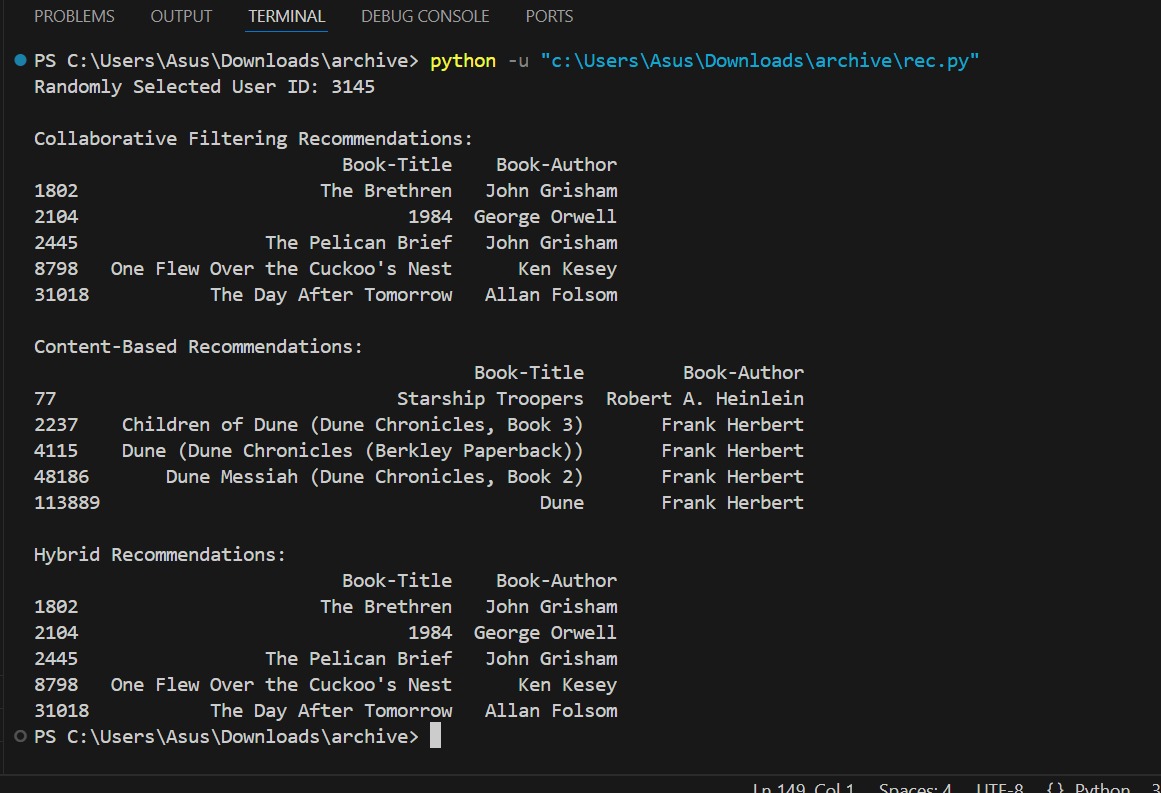 PROBLEMS OUTPUT TERMINAL DEBUG CONSOLE PORTS
PS C:\Users\Asus\Downloads\archive> python -u "c:\Users\Asus\Downloads\archive\rec.py"
Randomly Selected User ID: 3145
Collaborative Filtering Recommendations:
Book-Title Book-Author
1802 The Brethren John Grisham
2104 1984 George Orwell
2445 The Pelican Brief John Grisham
8798 One Flew Over the Cuckoo's Nest Ken Kesey
31018 The Day After Tomorrow Allan Folsom
Content-Based Recommendations:
Book-Title Book-Author
77 Starship Troopers Robert A. Heinlein
2237 Children of Dune (Dune Chronicles, Book 3) Frank Herbert
4115 Dune (Dune Chronicles (Berkley Paperback)) Frank Herbert
48186 Dune Messiah (Dune Chronicles, Book 2) Frank Herbert
113889 Dune Frank Herbert
Hybrid Recommendations:
Book-Title Book-Author
1802 The Brethren John Grisham
2104 1984 George Orwell
2445 The Pelican Brief John Grisham
8798 One Flew Over the Cuckoo's Nest Ken Kesey
31018 The Day After Tomorrow Allan Folsom
PS C:\Users\Asus\Downloads\archive>
Ln 149, Col 1 Spaces: 4 UTF-8 {} Python 3